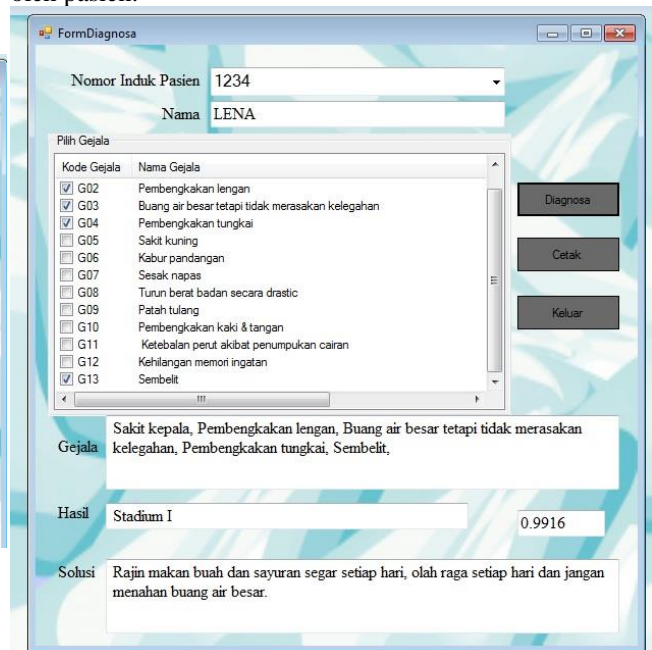 oleh pasien.
FormDiagnosa
Nomor Induk Pasien 1234
Nama LENA
Pilih Gejala
Kode Gejala Nama Gejala
G02 Pembengkakan lengan
G03 Buang air besar tetapi tidak merasakan kelegahan
G04 Pembengkakan tungkai
G05 Sakit kuning
G06 Kabur pandangan
G07 Sesak napas
G08 Turun berat badan secara drastic
G09 Patah tulang
G10 Pembengkakan kaki & tangan
G11 Ketebalan perut akibat penumpukan cairan
G12 Kehilangan memori ingatan
G13 Sembelit
Diagnosa
Cetak
Keluar
Gejala Sakit kepala, Pembengkakan lengan, Buang air besar tetapi tidak merasakan
kelegahan, Pembengkakan tungkai, Sembelit,
Hasil Stadium I 0.9916
Solusi Rajin makan buah dan sayuran segar setiap hari, olah raga setiap hari dan jangan
menahan buang air besar.